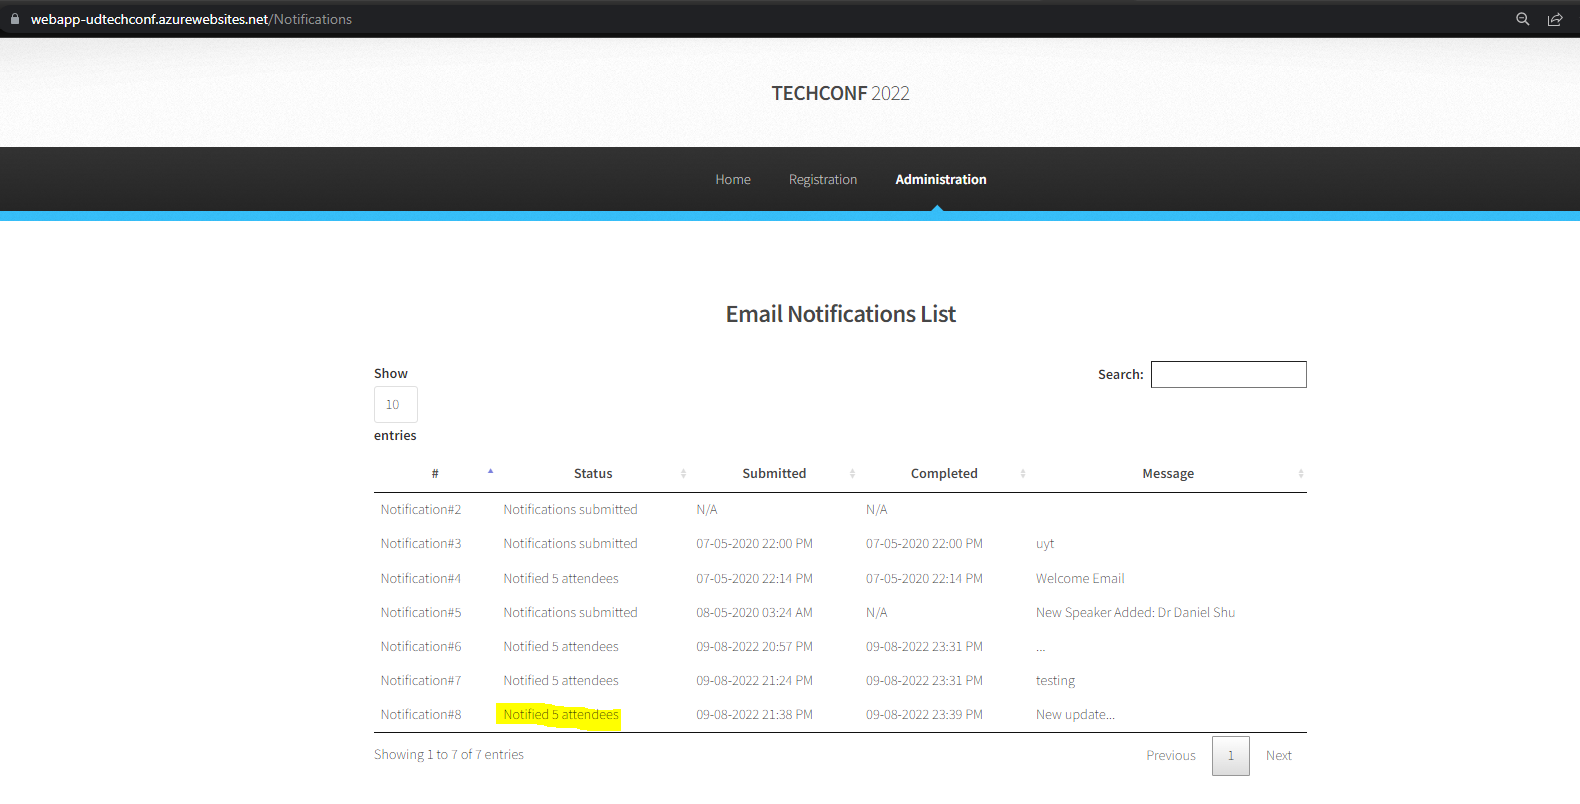 webapp-udtechconf.azurewebsites.net/Notifications
TECHCONF 2022
Home Registration Administration
Email Notifications List
Show
10
entries
Search:
# Status Submitted Completed Message
Notification#2 Notifications submitted N/A N/A
Notification#3 Notifications submitted 07-05-2020 22:00 PM 07-05-2020 22:00 PM uyt
Notification#4 Notified 5 attendees 07-05-2020 22:14 PM 07-05-2020 22:14 PM Welcome Email
Notification#5 Notifications submitted 08-05-2020 03:24 AM N/A New Speaker Added: Dr Daniel Shu
Notification#6 Notified 5 attendees 09-08-2022 20:57 PM 09-08-2022 23:31 PM ...
Notification#7 Notified 5 attendees 09-08-2022 21:24 PM 09-08-2022 23:31 PM testing
Notification#8 Notified 5 attendees 09-08-2022 21:38 PM 09-08-2022 23:39 PM New update...
Showing 1 to 7 of 7 entries
Previous 1 Next